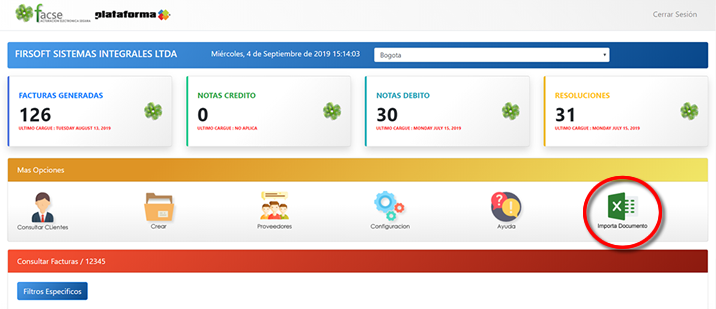 facse
FACTURACION ELECTRONICA SEGURA
plataforma
Cerrar Sesión
FIRSOFT SISTEMAS INTEGRALES LTDA
Miércoles, 4 de Septiembre de 2019 15:14:03
Bogota
FACTURAS GENERADAS
126
ULTIMO CARGUE : TUESDAY AUGUST 13, 2019
NOTAS CREDITO
0
ULTIMO CARGUE : NO APLICA
NOTAS DEBITO
30
ULTIMO CARGUE : MONDAY JULY 15, 2019
RESOLUCIONES
31
ULTIMO CARGUE : MONDAY JULY 15, 2019
Mas Opciones
Consultar CLientes
Crear
Proveedores
Configuracion
Ayuda
Importa Documento
Consultar Facturas / 12345
Filtros Especificos